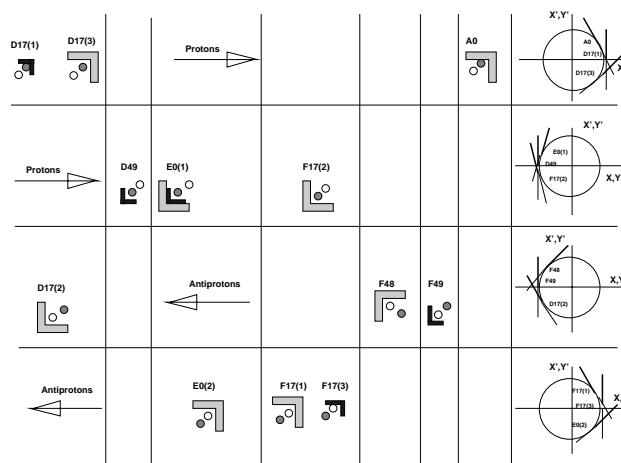 X',Y'
D17(1) D17(3) Protons A0 A0
D17(1)
D17(3)
X',Y'
Protons D49 E0(1) F17(2) E0(1)
D49 X,Y
F17(2)
X',Y'
D17(2) Antiprotons F48 F49 F48
F49 X,Y
D17(2)
X',Y'
Antiprotons E0(2) F17(1) F17(3) F17(1)
F17(3)
E0(2)